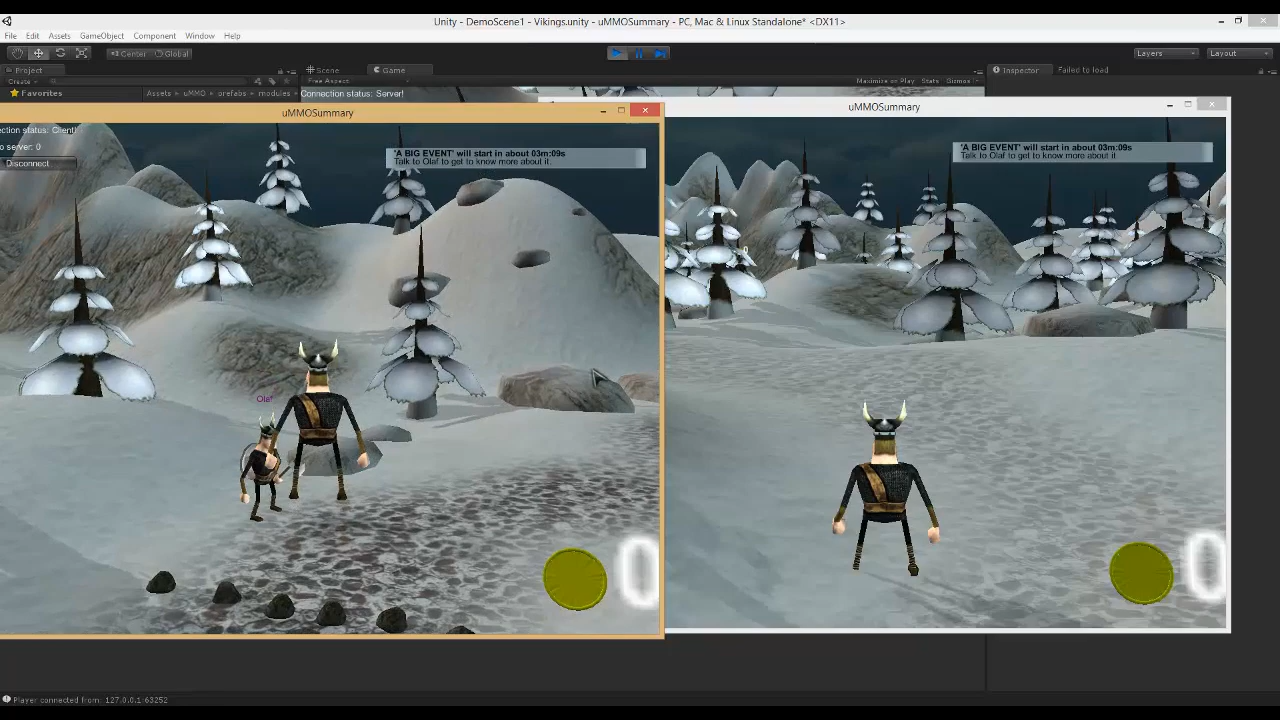 Unity - DemoScene1 - Vikings.unity - uMMOSummary - PC, Mac & Linux Standalone* <DX11>
File Edit Assets GameObject Component Window Help
Center Global Layers Layout
Project Scene Game Inspector Failed to load
Create Free Aspect Maximize on Play Stats Gizmos
Favorites Assets uMMO prefabs modules Connection status: Server!
uMMOSummary
ection status: Client!
o server: 0
Disconnect
'A BIG EVENT' will start in about 03m:09s
Talk to Olaf to get to know more about it.
Olaf
0
uMMOSummary
'A BIG EVENT' will start in about 03m:09s
Talk to Olaf to get to know more about it
0
Player connected from: 127.0.0.1:63252